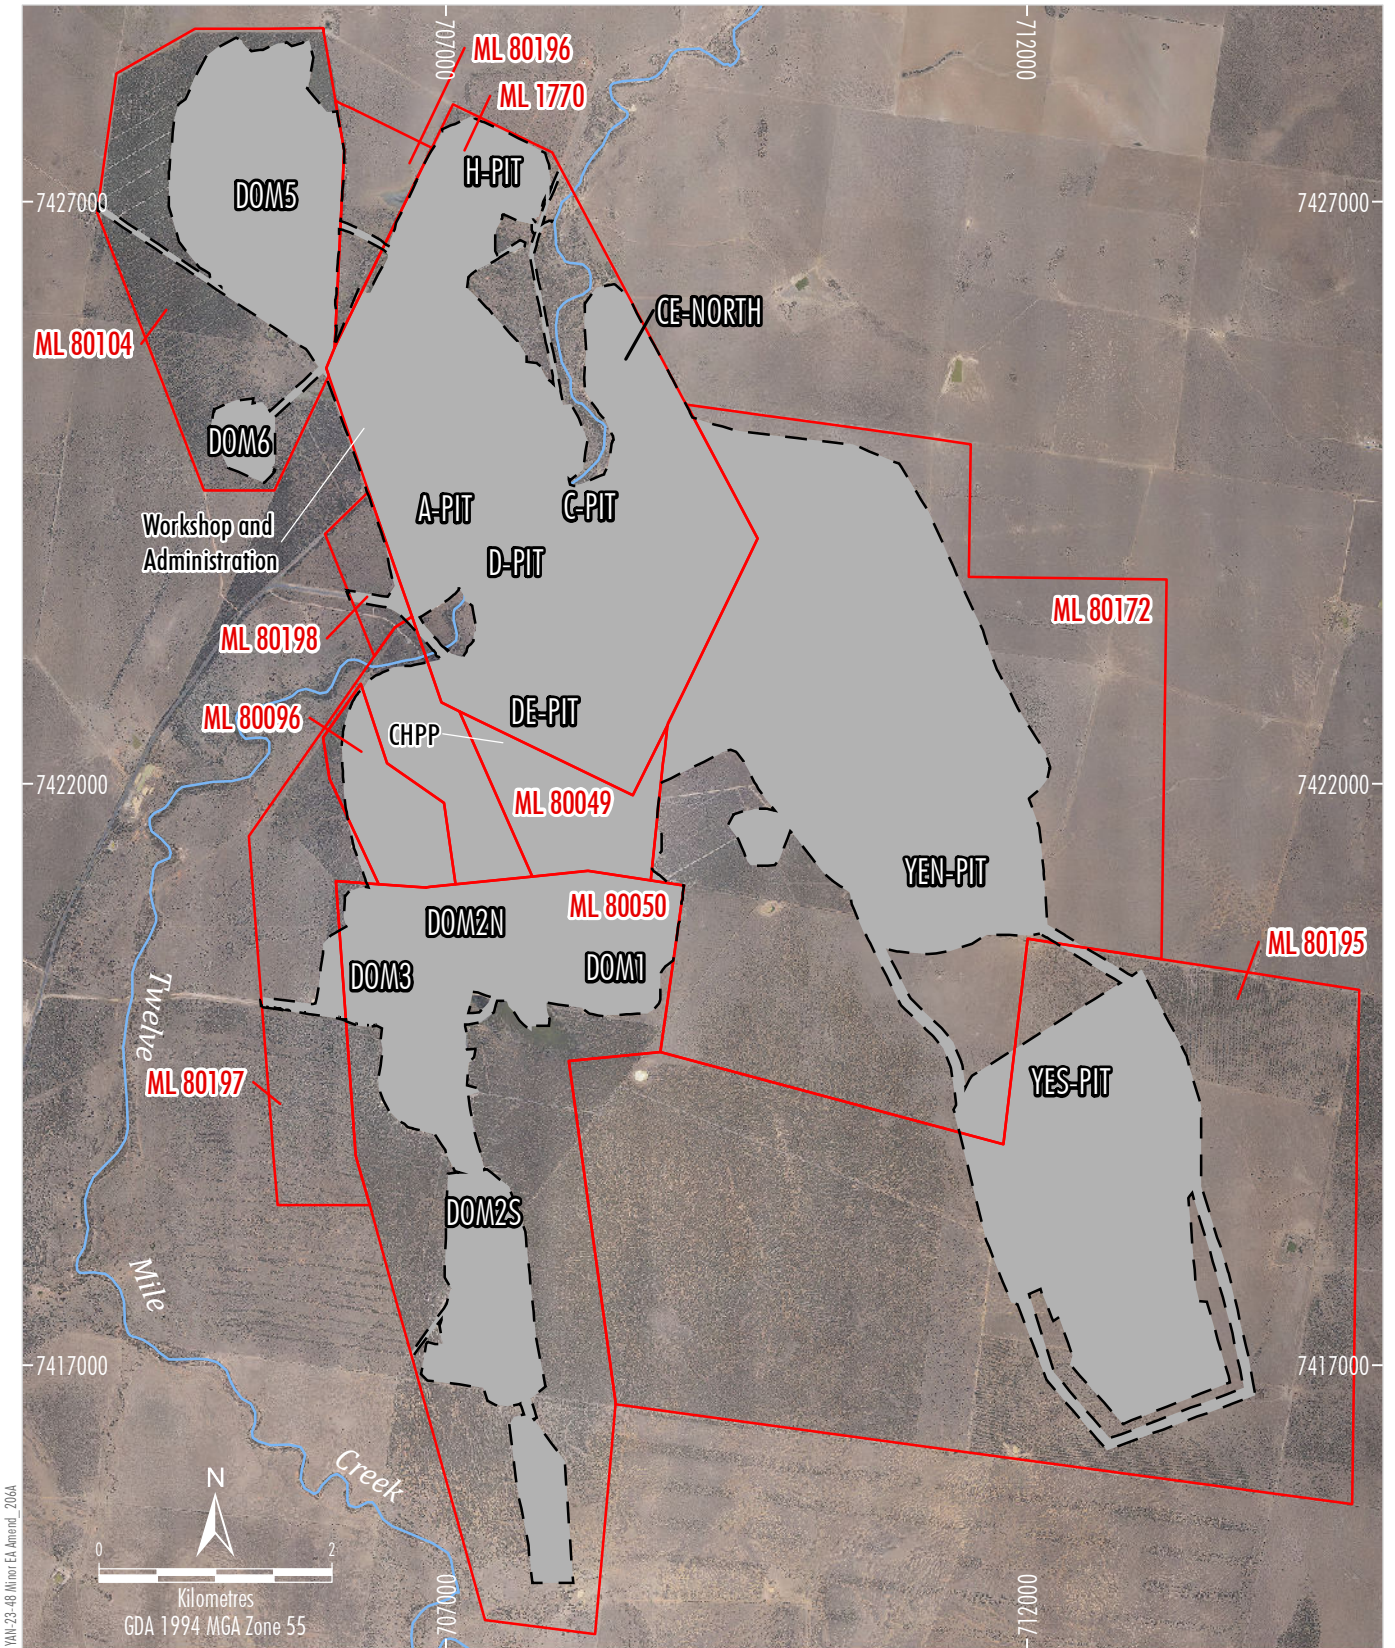 707000
712000
ML 80196
ML 1770
H-PIT
DOM5
7427000
7427000
CE-NORTH
ML 80104
DOM6
Workshop and
Administration
A-PIT
C-PIT
D-PIT
ML 80172
ML 80198
ML 80096
DE-PIT
CHPP
7422000
7422000
ML 80049
YEN-PIT
ML 80050
DOM2N
ML 80195
DOM3
DOM1
Twelve
ML 80197
YES-PIT
DOM2S
Mile
7417000
7417000
Creek
N
0
2
Kilometres
GDA 1994 MGA Zone 55
707000
712000
YAN-23-48 Minor EA Amend_206A